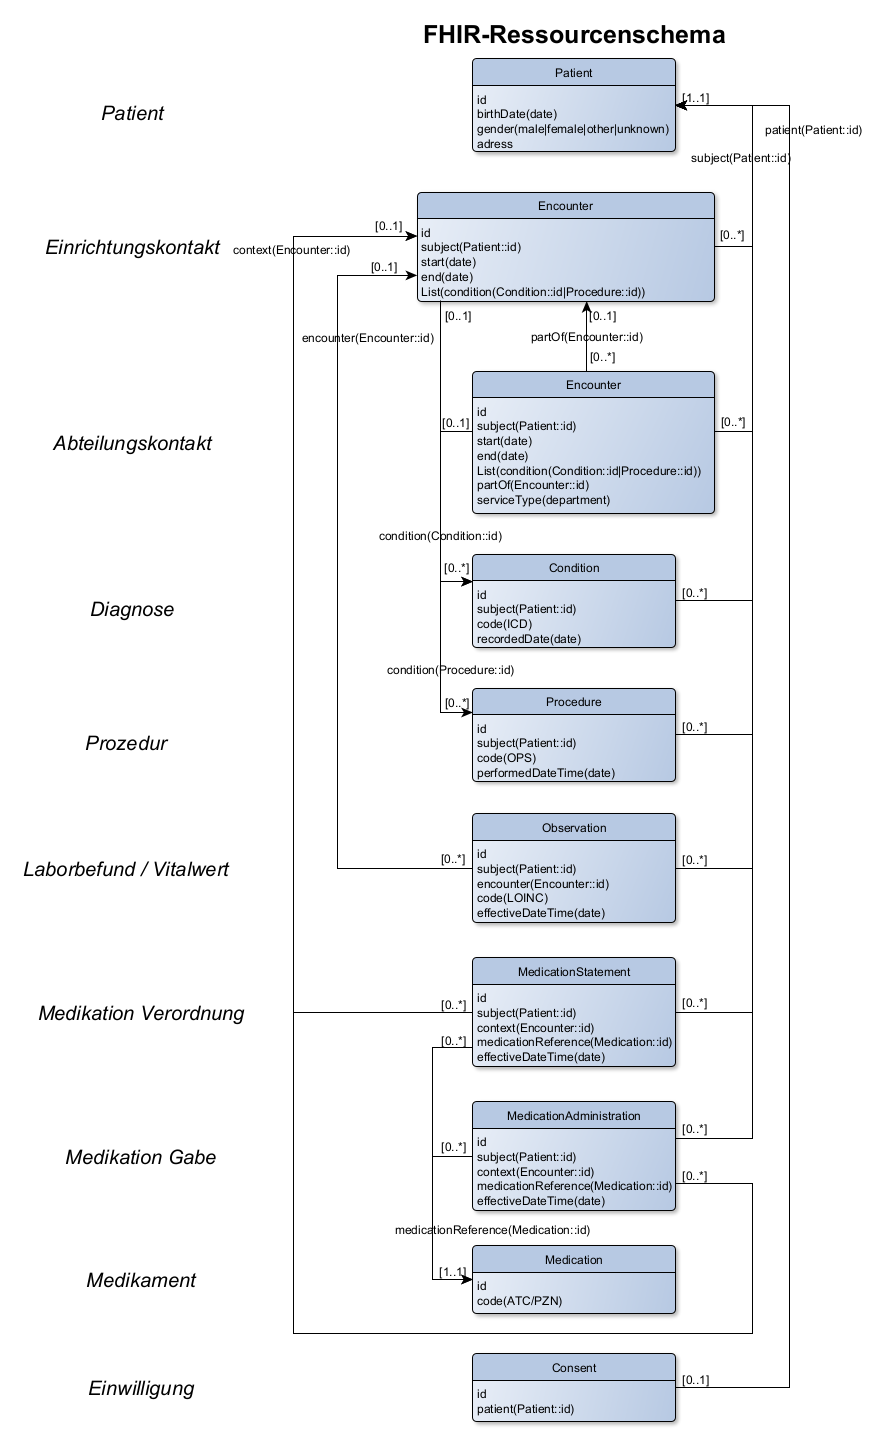 FHIR-Ressourcenschema
Patient
Patient
id
birthDate(date)
gender(male|female|other|unknown)
adress
[1..1]
patient(Patient::id)
subject(Patient::id)
Einrichtungskontakt
Encounter
id
subject(Patient::id)
start(date)
end(date)
List(condition(Condition::id|Procedure::id))
[0..1]
context(Encounter::id)
[0..1]
[0..*]
[0..1]
[0..1]
encounter(Encounter::id)
partOf(Encounter::id)
[0..*]
Abteilungskontakt
Encounter
id
subject(Patient::id)
start(date)
end(date)
List(condition(Condition::id|Procedure::id))
partOf(Encounter::id)
serviceType(department)
[0..1]
[0..*]
condition(Condition::id)
Diagnose
[0..*]
Condition
id
subject(Patient::id)
code(ICD)
recordedDate(date)
[0..*]
condition(Procedure::id)
Prozedur
[0..*]
Procedure
id
subject(Patient::id)
code(OPS)
performedDateTime(date)
[0..*]
Laborbefund / Vitalwert
[0..*]
Observation
id
subject(Patient::id)
encounter(Encounter::id)
code(LOINC)
effectiveDateTime(date)
[0..*]
Medikation Verordnung
[0..*]
[0..*]
MedicationStatement
id
subject(Patient::id)
context(Encounter::id)
medicationReference(Medication::id)
effectiveDateTime(date)
[0..*]
Medikation Gabe
[0..*]
MedicationAdministration
id
subject(Patient::id)
context(Encounter::id)
medicationReference(Medication::id)
effectiveDateTime(date)
[0..*]
[0..*]
medicationReference(Medication::id)
Medikament
[1..1]
Medication
id
code(ATC/PZN)
Einwilligung
Consent
id
patient(Patient::id)
[0..1]